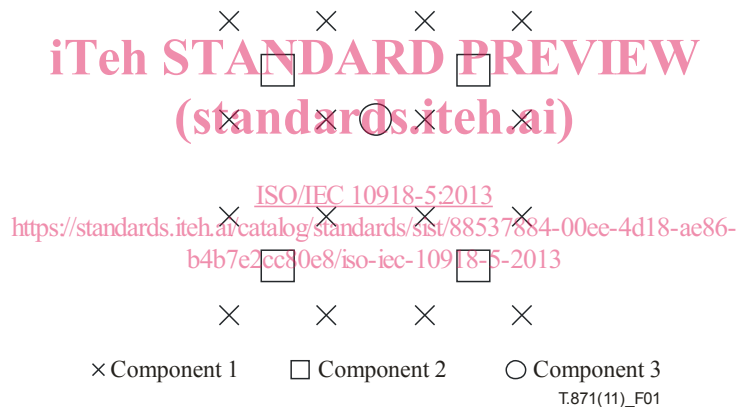 iTeh STANDARD PREVIEW
(standards.iteh.ai)
ISO/IEC 10918-5:2013
https://standards.iteh.ai/catalog/standards/sist/88537884-00ee-4d18-ae86-
b4b7e2cc80e8/iso-iec-10918-5-2013
Component 1 Component 2 Component 3
T.871(11)_F01